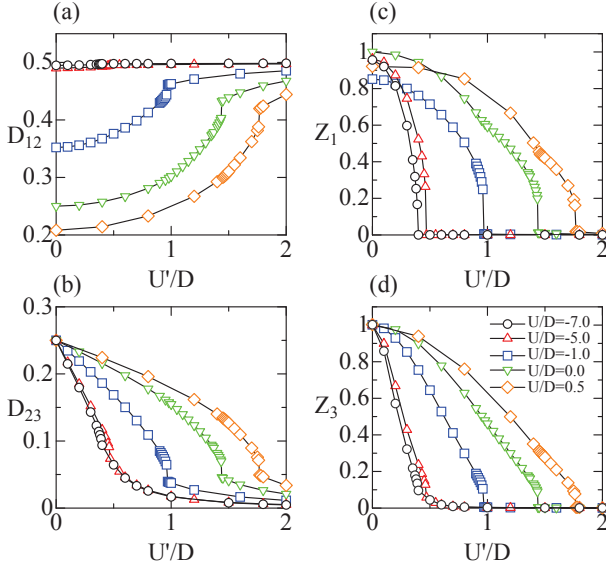 (a)
0.5
0.4
0.3
0.2
D12
0 1 2
U'/D
(c)
1
0.8
0.6
0.4
0.2
0
Z1
0 1 2
U'/D
(b)
0.3
0.2
0.1
0
D23
0 1 2
U'/D
(d)
1
0.8
0.6
0.4
0.2
0
Z3
U/D=-7.0
U/D=-5.0
U/D=-1.0
U/D=0.0
U/D=0.5
0 1 2
U'/D